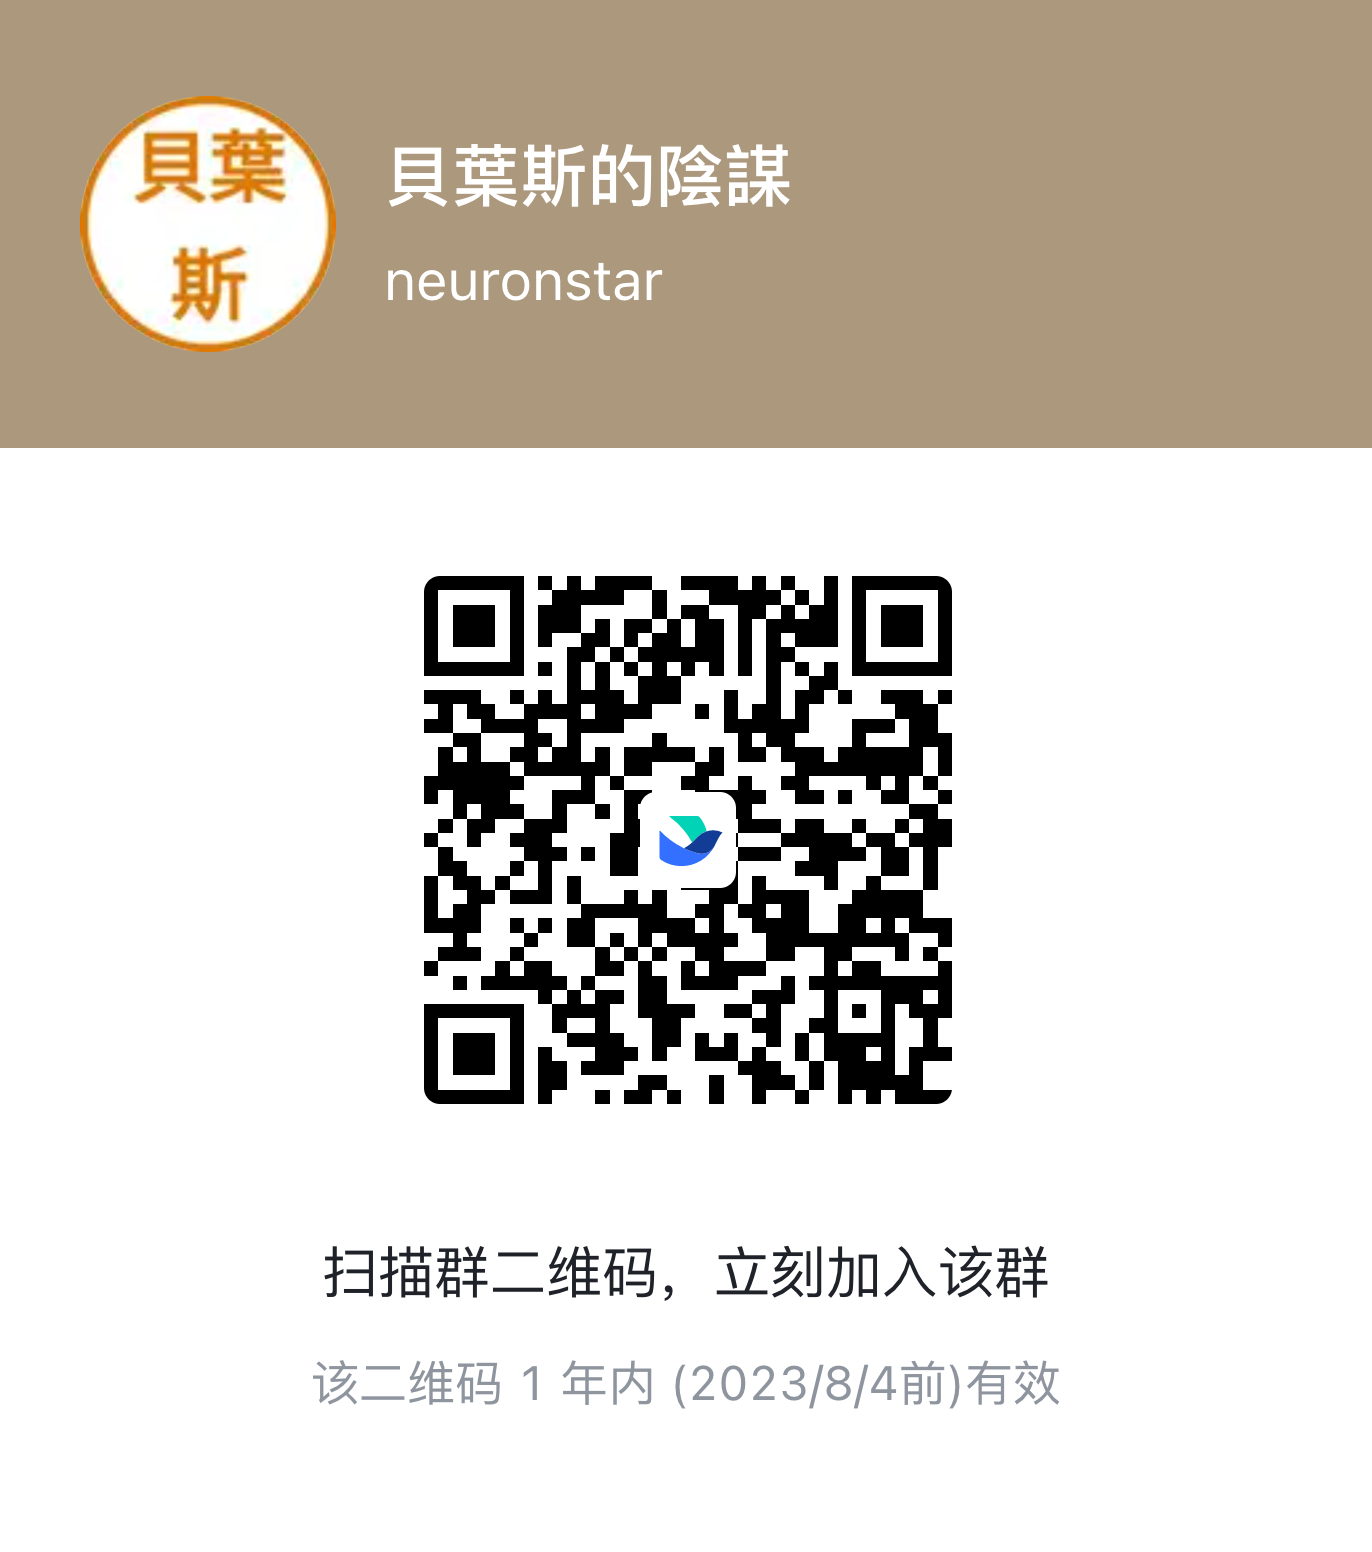 貝葉
斯
貝葉斯的陰謀
neuronstar
扫描群二维码，立刻加入该群
该二维码 1 年内 (2023/8/4前)有效